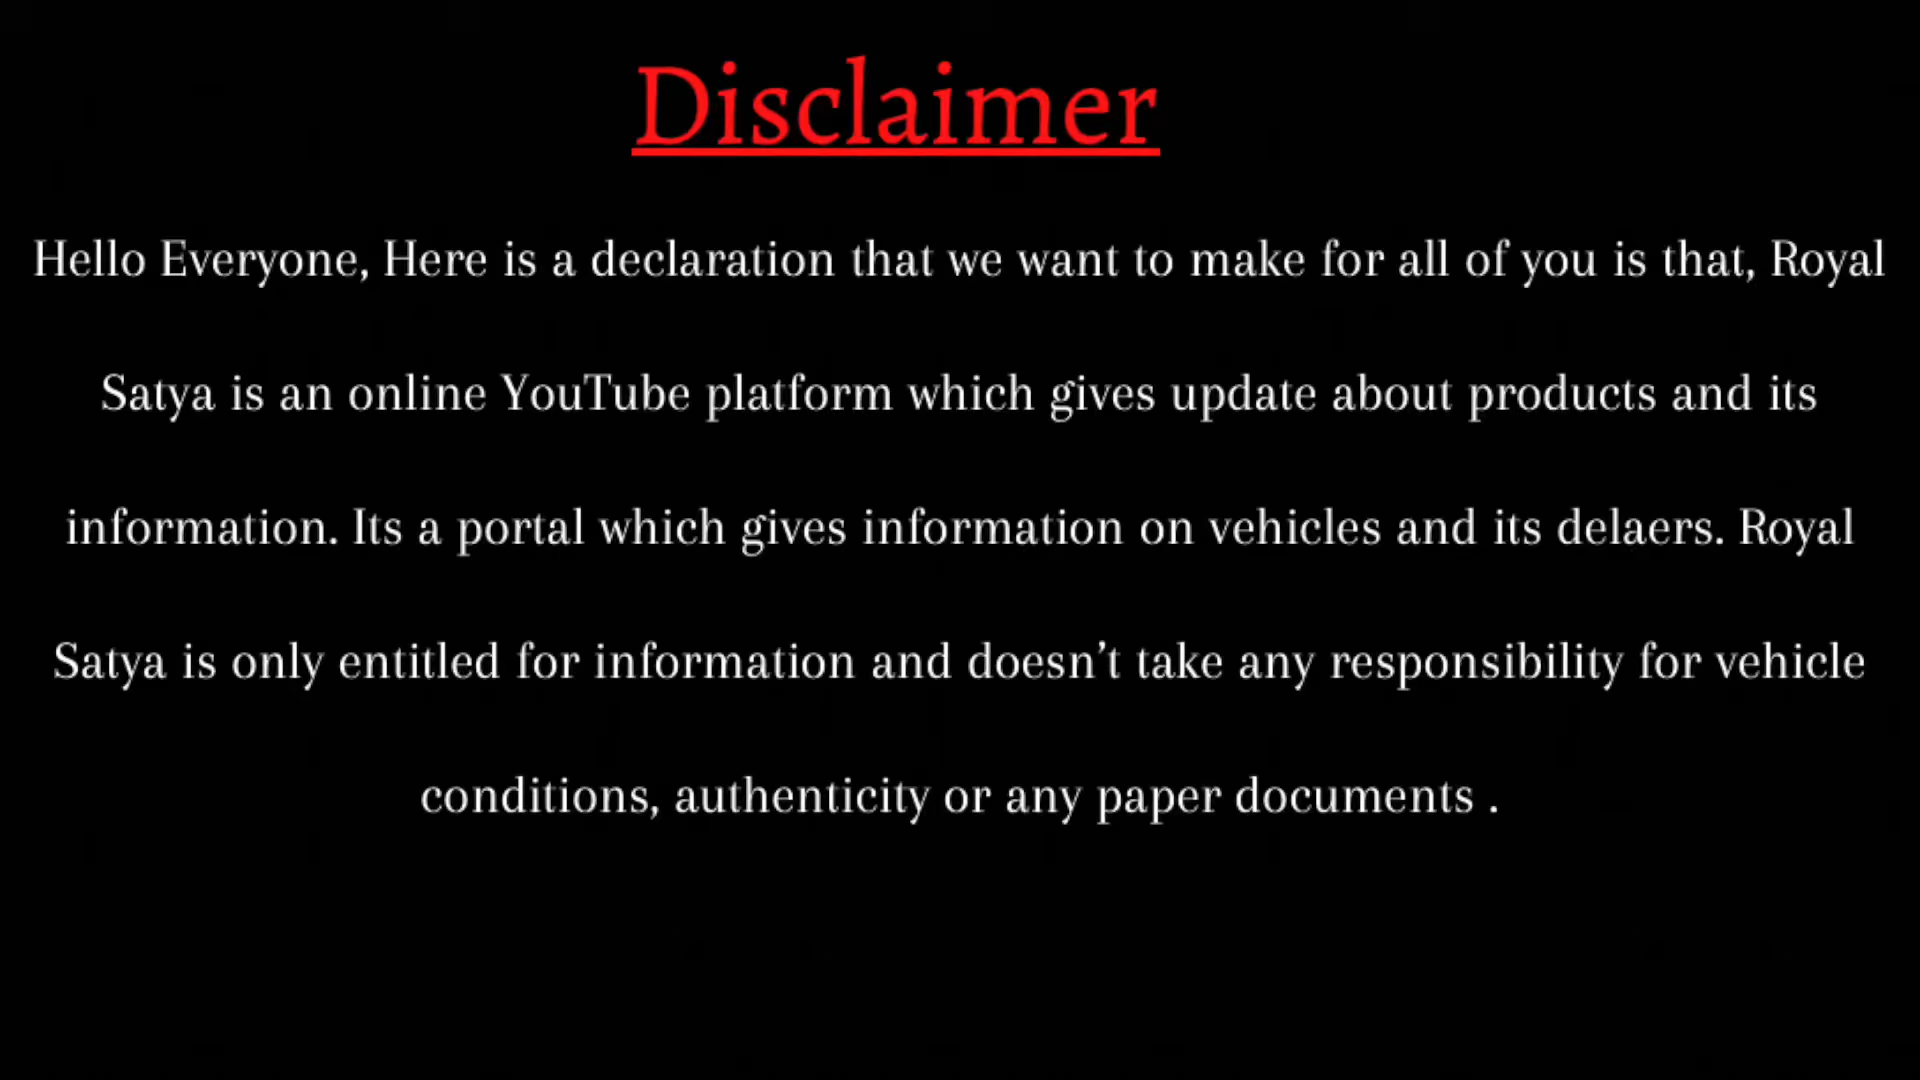 Disclaimer
Hello Everyone, Here is a declaration that we want to make for all of you is that, Royal
Satya is an online YouTube platform which gives update about products and its
information. Its a portal which gives information on vehicles and its delaers. Royal
Satya is only entitled for information and doesn’t take any responsibility for vehicle
conditions, authenticity or any paper documents .